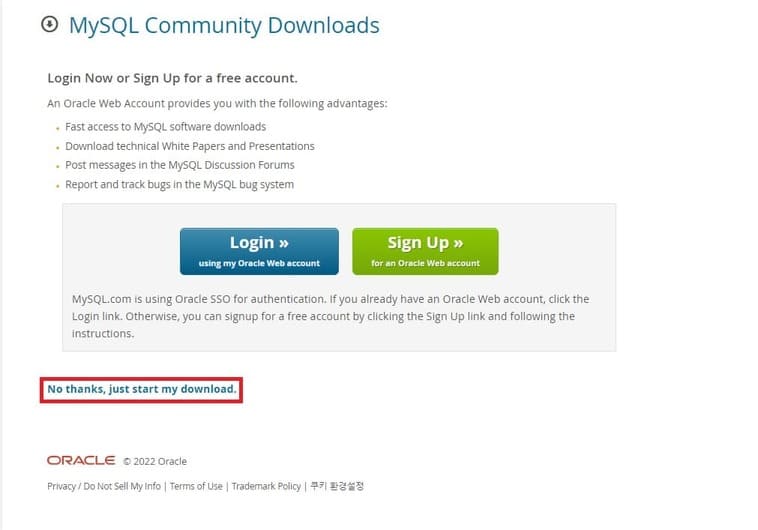 MySQL Community Downloads
Login Now or Sign Up for a free account.
An Oracle Web Account provides you with the following advantages:
Fast access to MySQL software downloads
Download technical White Papers and Presentations
Post messages in the MySQL Discussion Forums
Report and track bugs in the MySQL bug system
Login »
using my Oracle Web account
Sign Up »
for an Oracle Web account
MySQL.com is using Oracle SSO for authentication. If you already have an Oracle Web account, click the
Login link. Otherwise, you can signup for a free account by clicking the Sign Up link and following the
instructions.
No thanks, just start my download.
ORACLE © 2022 Oracle
Privacy / Do Not Sell My Info | Terms of Use | Trademark Policy | 쿠키 환경설정